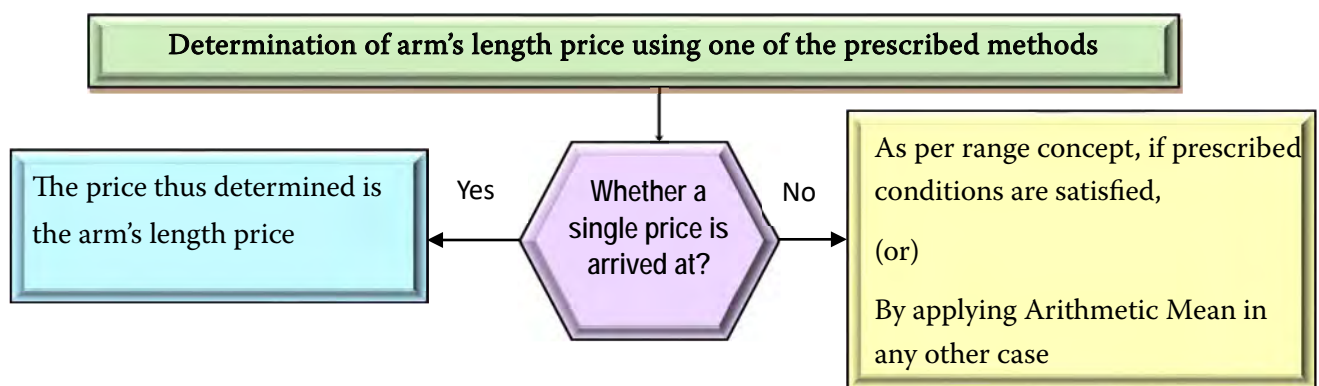 Determination of arm's length price using one of the prescribed methods
The price thus determined is
the arm's length price
Yes
Whether a
single price is
arrived at?
No
As per range concept, if prescribed
conditions are satisfied,
(or)
By applying Arithmetic Mean in
any other case